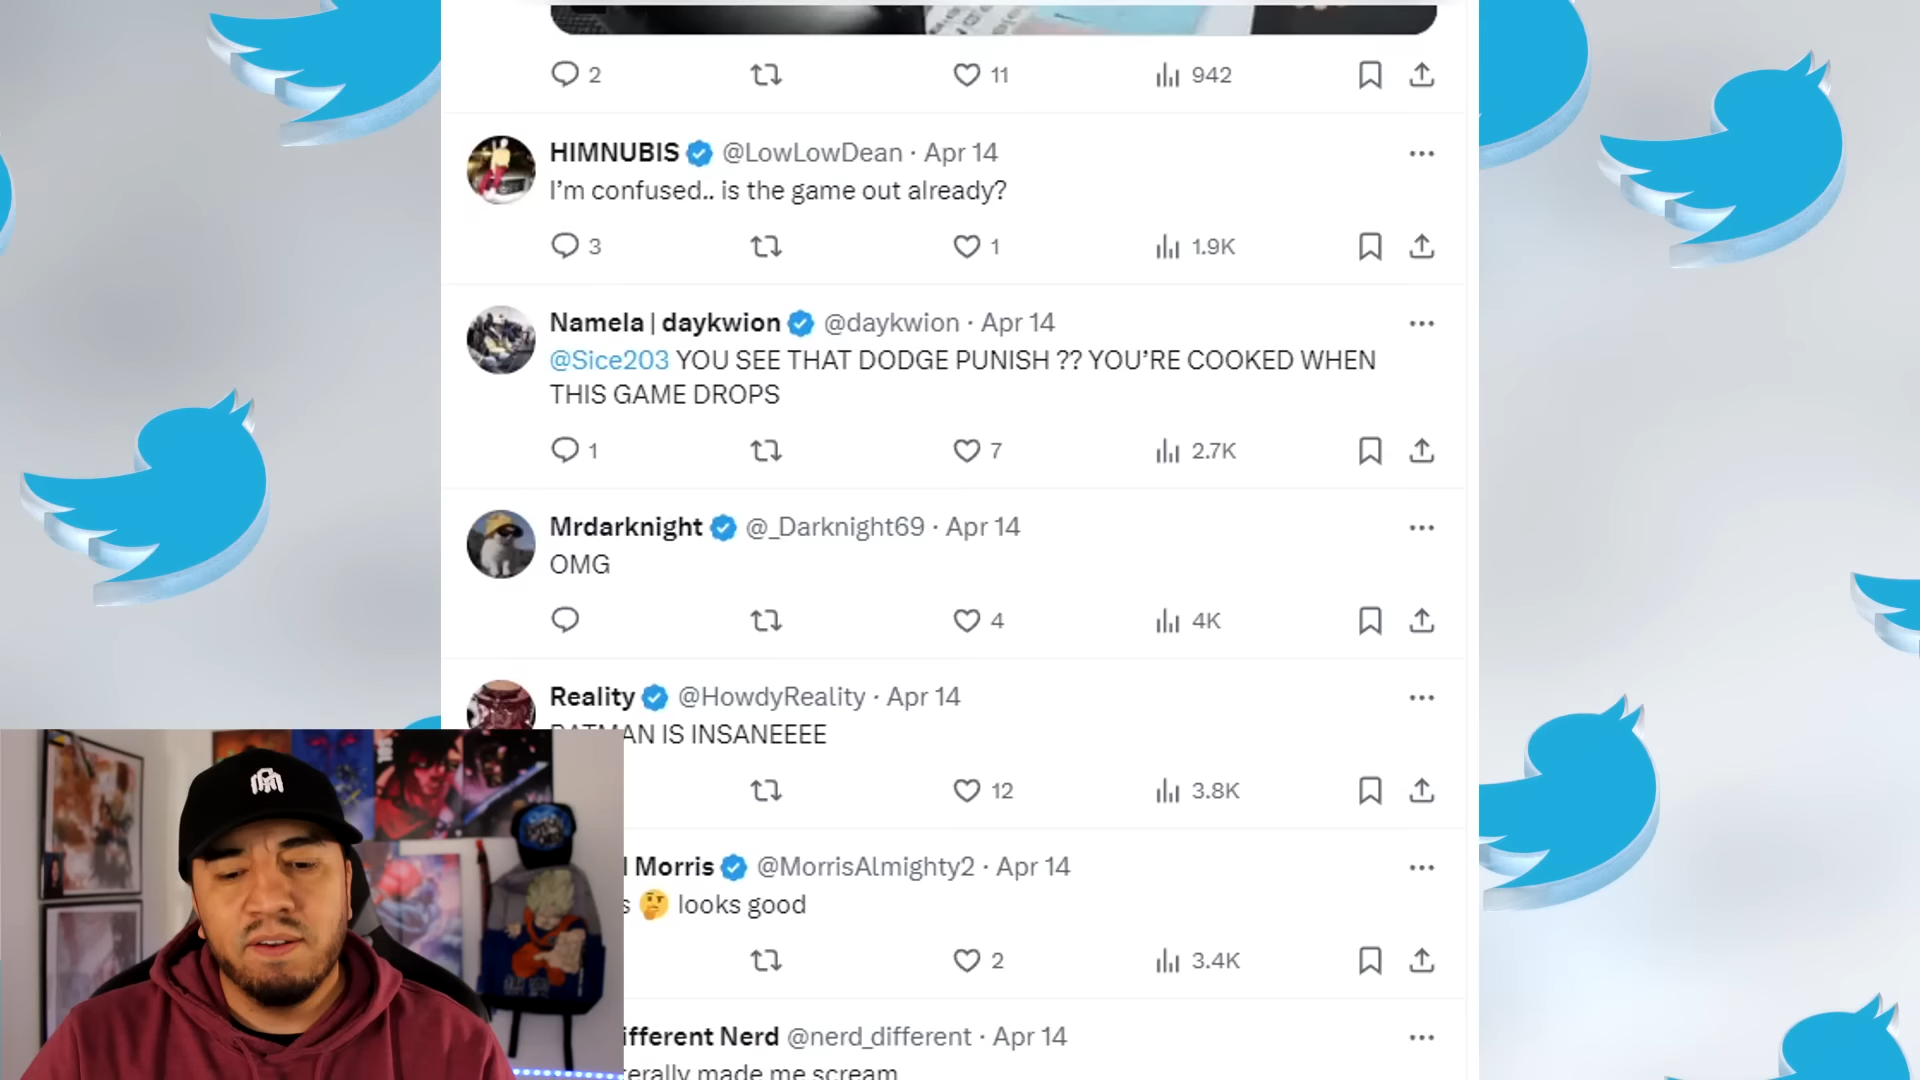 2 11 942
HIMNUBIS @LowLowDean · Apr 14
I’m confused.. is the game out already?
3 1 1.9K
Namela | daykwion @daykwion · Apr 14
@Sice203 YOU SEE THAT DODGE PUNISH ?? YOU’RE COOKED WHEN
THIS GAME DROPS
1 7 2.7K
Mrdarknight @_Darknight69 · Apr 14
OMG
4 4K
Reality @HowdyReality · Apr 14
BATMAN IS INSANEEEE
12 3.8K
l Morris @MorrisAlmighty2 · Apr 14
s 🤔 looks good
2 3.4K
ifferent Nerd @nerd_different · Apr 14
terally made me scream